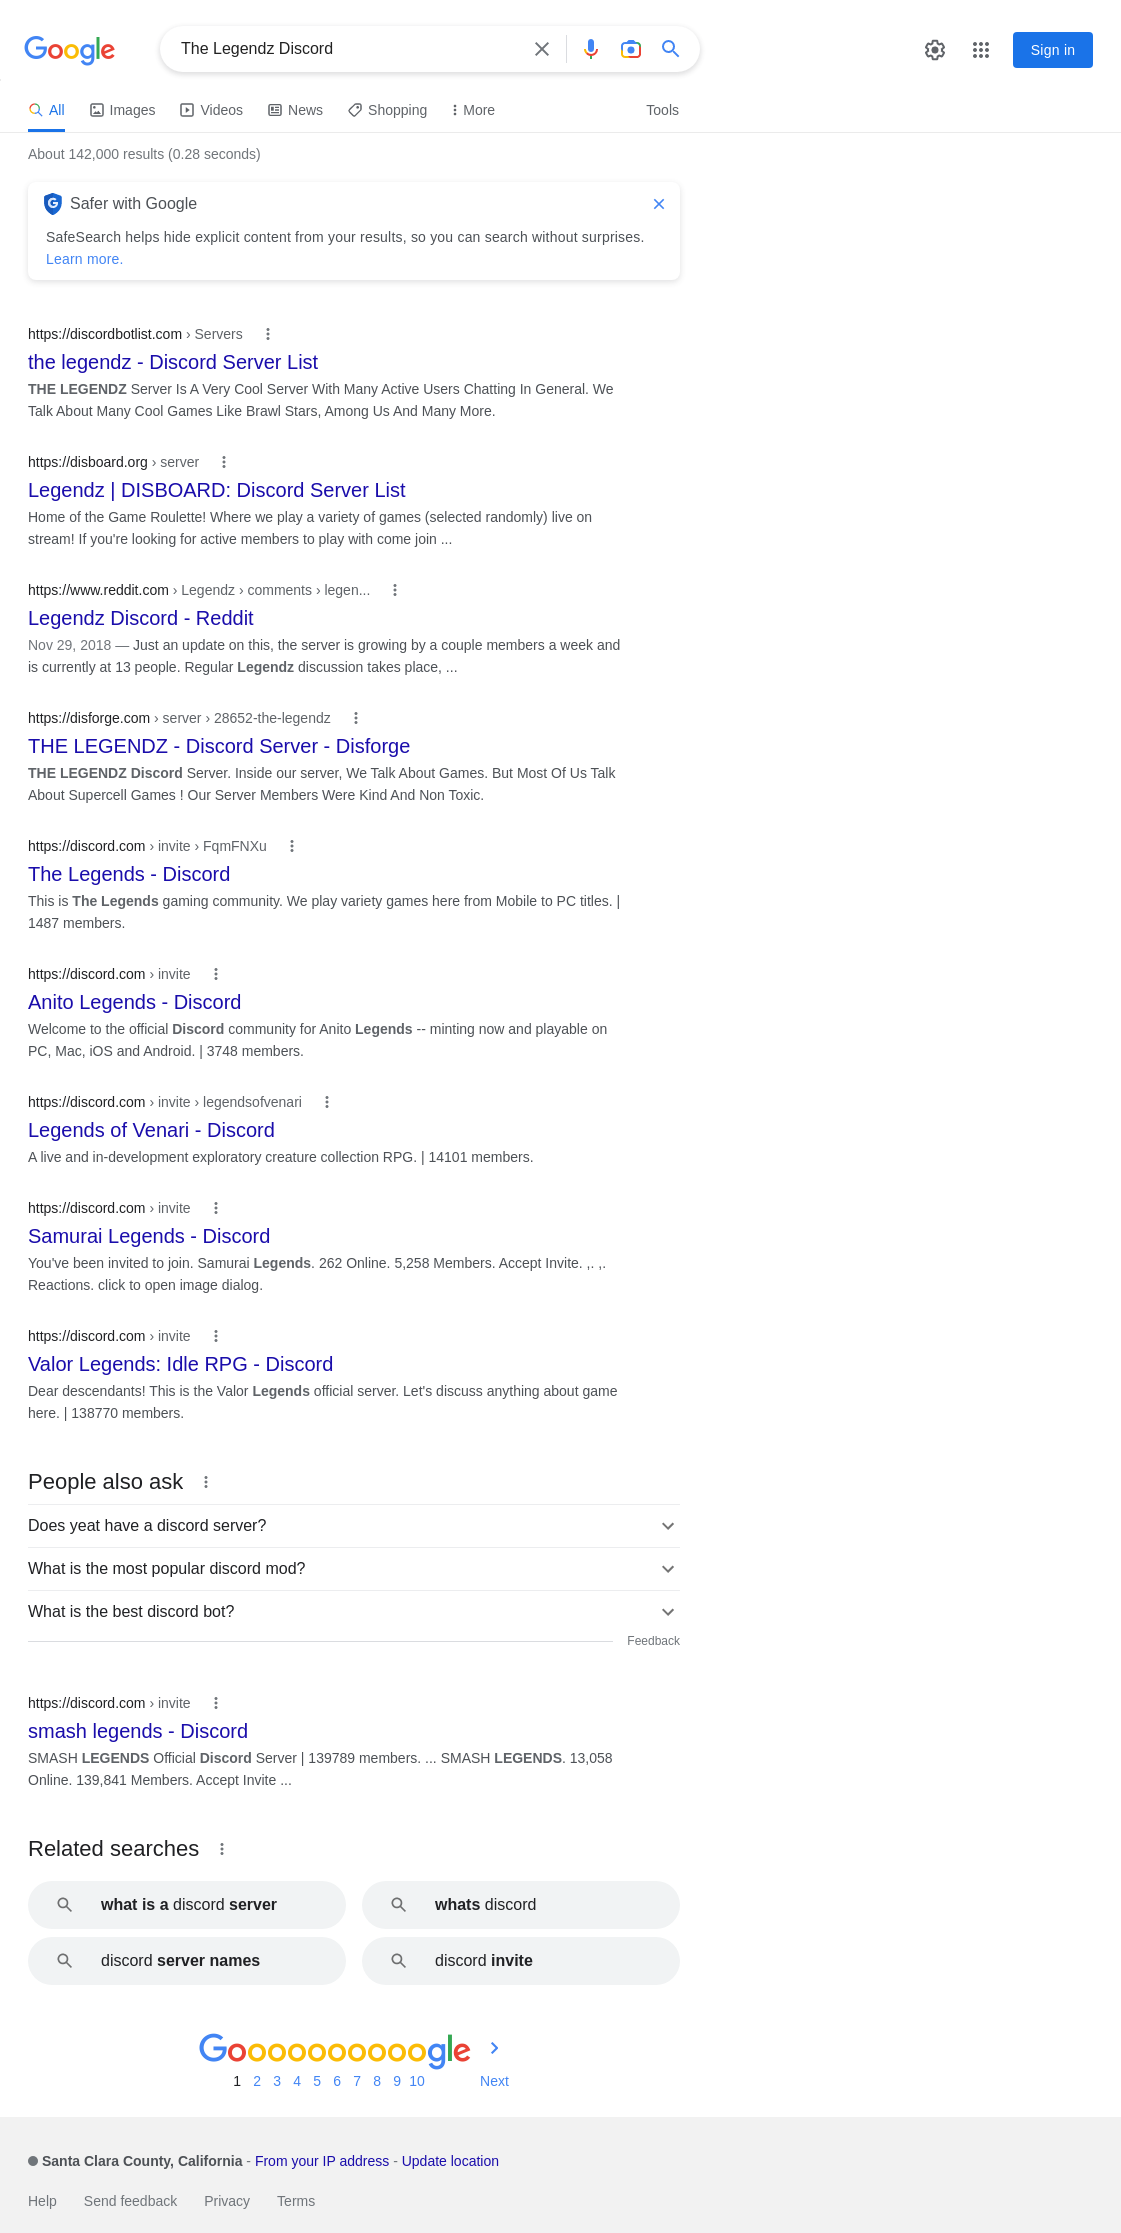 Google
The Legendz Discord
Sign in
All Images Videos News Shopping More Tools
About 142,000 results (0.28 seconds)
Safer with Google
SafeSearch helps hide explicit content from your results, so you can search without surprises.
Learn more.
https://discordbotlist.com › Servers
the legendz - Discord Server List
THE LEGENDZ Server Is A Very Cool Server With Many Active Users Chatting In General. We
Talk About Many Cool Games Like Brawl Stars, Among Us And Many More.
https://disboard.org › server
Legendz | DISBOARD: Discord Server List
Home of the Game Roulette! Where we play a variety of games (selected randomly) live on
stream! If you're looking for active members to play with come join ...
https://www.reddit.com › Legendz › comments › legen...
Legendz Discord - Reddit
Nov 29, 2018 — Just an update on this, the server is growing by a couple members a week and
is currently at 13 people. Regular Legendz discussion takes place, ...
https://disforge.com › server › 28652-the-legendz
THE LEGENDZ - Discord Server - Disforge
THE LEGENDZ Discord Server. Inside our server, We Talk About Games. But Most Of Us Talk
About Supercell Games ! Our Server Members Were Kind And Non Toxic.
https://discord.com › invite › FqmFNXu
The Legends - Discord
This is The Legends gaming community. We play variety games here from Mobile to PC titles. |
1487 members.
https://discord.com › invite
Anito Legends - Discord
Welcome to the official Discord community for Anito Legends -- minting now and playable on
PC, Mac, iOS and Android. | 3748 members.
https://discord.com › invite › legendsofvenari
Legends of Venari - Discord
A live and in-development exploratory creature collection RPG. | 14101 members.
https://discord.com › invite
Samurai Legends - Discord
You've been invited to join. Samurai Legends. 262 Online. 5,258 Members. Accept Invite. ,. ,.
Reactions. click to open image dialog.
https://discord.com › invite
Valor Legends: Idle RPG - Discord
Dear descendants! This is the Valor Legends official server. Let's discuss anything about game
here. | 138770 members.
People also ask
Does yeat have a discord server?
What is the most popular discord mod?
What is the best discord bot?
Feedback
https://discord.com › invite
smash legends - Discord
SMASH LEGENDS Official Discord Server | 139789 members. ... SMASH LEGENDS. 13,058
Online. 139,841 Members. Accept Invite ...
Related searches
what is a discord server
whats discord
discord server names
discord invite
Goooooooooogle
1 2 3 4 5 6 7 8 9 10 Next
Santa Clara County, California - From your IP address - Update location
Help Send feedback Privacy Terms